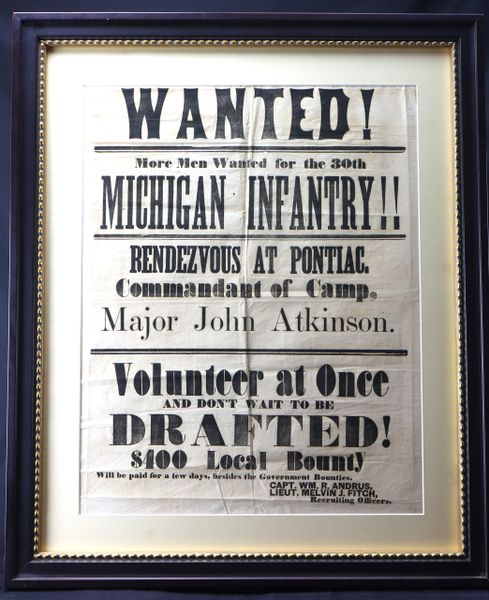 WANTED!
More Men Wanted for the 30th
MICHIGAN INFANTRY!!
RENDEZVOUS AT PONTIAC.
Commandant of Camp,
Major John Atkinson.
Volunteer at Once
AND DON'T WAIT TO BE
DRAFTED!
$400 Local Bounty
Will be paid for a few days, besides the Government Bounties.
CAPT. WM. R. ANDRUS,
LIEUT. MELVIN J. FITCH,
Recruiting Officers.